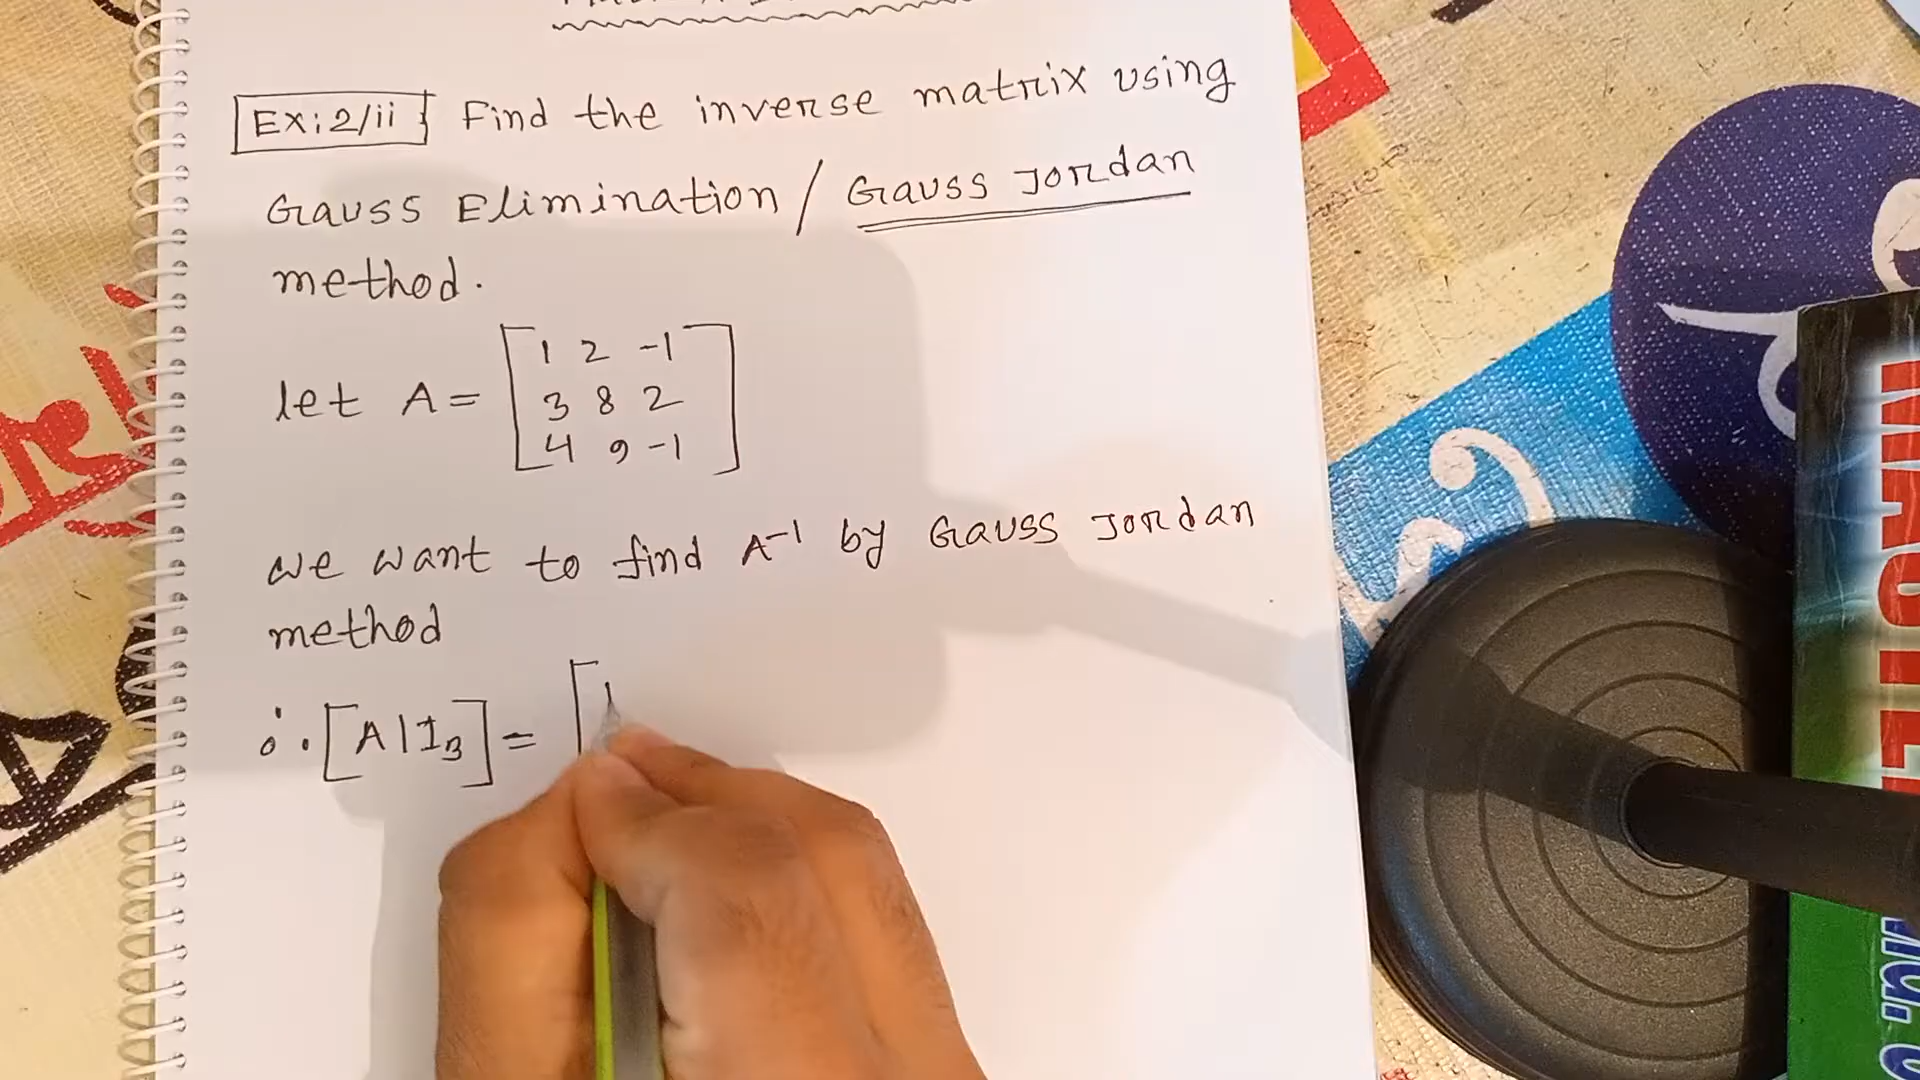 Ex: 2/ii Find the inverse matrix using
Gauss Elimination / Gauss Jordan
method.
let A = [1 2 -1
3 8 2
4 9 -1]
we want to find A⁻¹ by Gauss Jordan
method
∴ [A | I₃] = [1